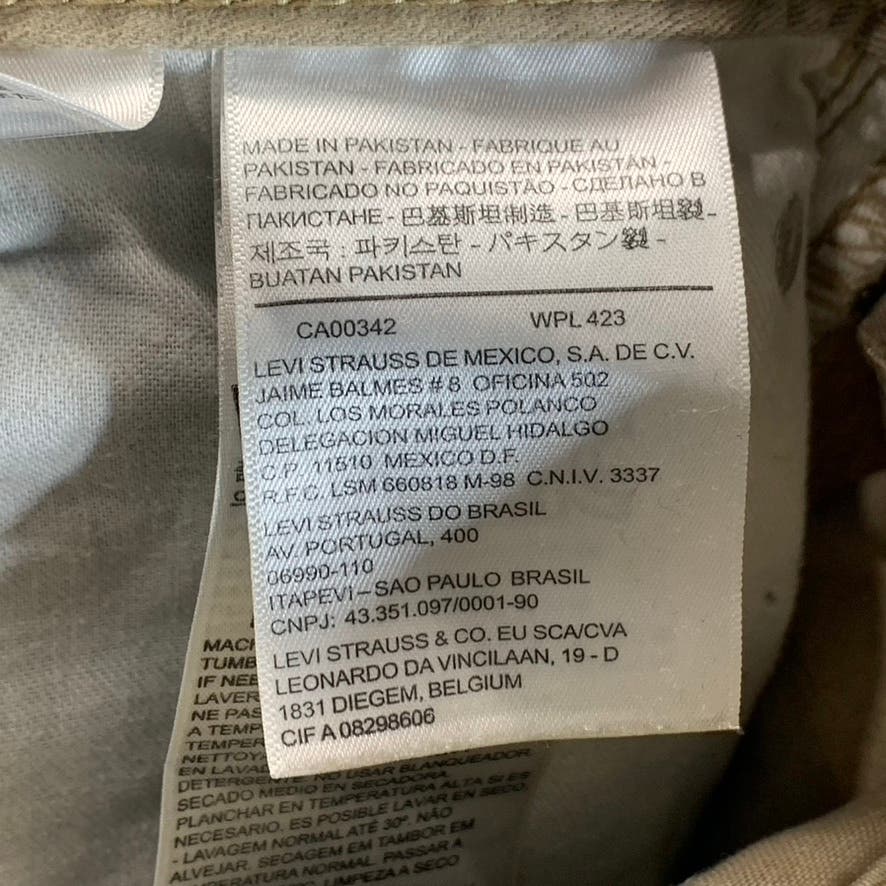 MADE IN PAKISTAN - FABRIQUE AU
PAKISTAN - FABRICADO EN PAKISTÁN -
FABRICADO NO PAQUISTÃO - СДЕЛАНО В
ПАКИСТАНЕ - 巴基斯坦制造 - 巴基斯坦製 -
제조국 : 파키스탄 - パキスタン製 -
BUATAN PAKISTAN
CA00342 WPL 423
LEVI STRAUSS DE MEXICO, S.A. DE C.V.
JAIME BALMES # 8 OFICINA 502
COL. LOS MORALES POLANCO
DELEGACION MIGUEL HIDALGO
C.P. 11510 MEXICO D.F.
R.F.C. LSM 660818 M-98 C.N.I.V. 3337
LEVI STRAUSS DO BRASIL
AV. PORTUGAL, 400
06990-110
ITAPEVI – SAO PAULO BRASIL
CNPJ: 43.351.097/0001-90
LEVI STRAUSS & CO. EU SCA/CVA
LEONARDO DA VINCILAAN, 19 - D
1831 DIEGEM, BELGIUM
CIF A 08298606
MACH
TUMB
IF NEE
LAVER
NE PAS
A TEMP
TEMPER
NETTOYA
EN LAVAD
DETERGENTE NO USAR BLANQUEADOR
SECADO MEDIO EN SECADORA
PLANCHAR EN TEMPERATURA ALTA SI ES
NECESARIO. ES POSIBLE LAVAR EN SECO.
- LAVAGEM NORMAL ATÉ 30º. NÃO
ALVEJAR. SECAGEM EM TAMBOR EM
TEMPERATURA NORMAL. PASSAR A
LIMPEZA A SECO